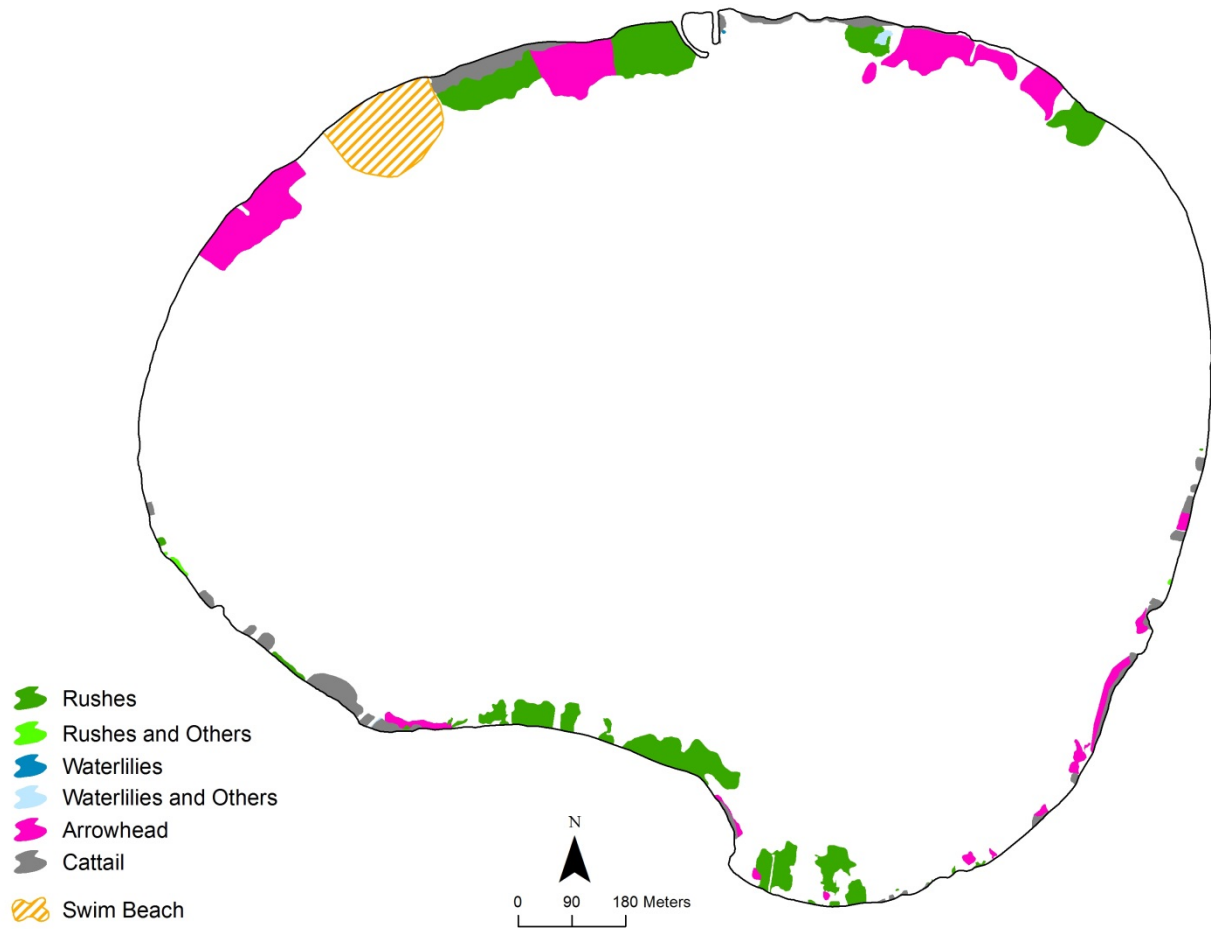 Rushes
Rushes and Others
Waterlilies
Waterlilies and Others
Arrowhead
Cattail
Swim Beach
N
0 90 180 Meters